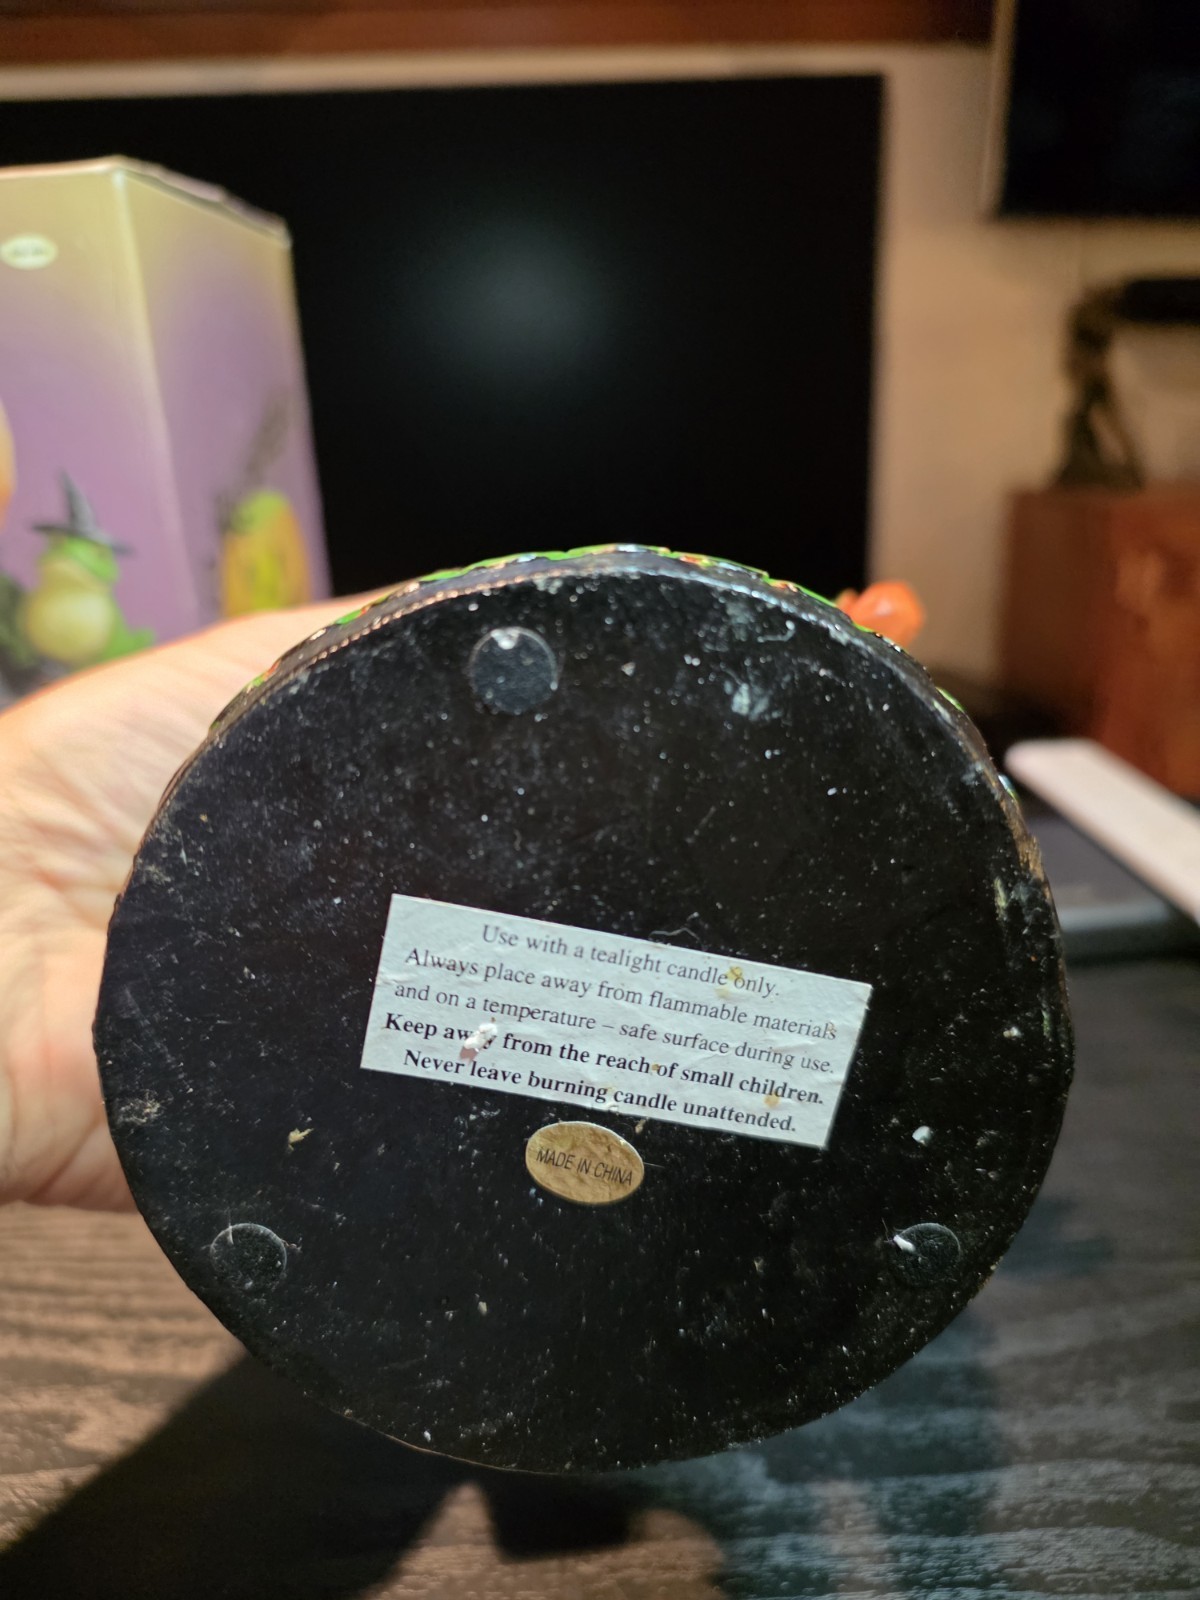 Use with a tealight candle only.
Always place away from flammable materials
and on a temperature – safe surface during use.
Keep away from the reach of small children.
Never leave burning candle unattended.
MADE IN CHINA